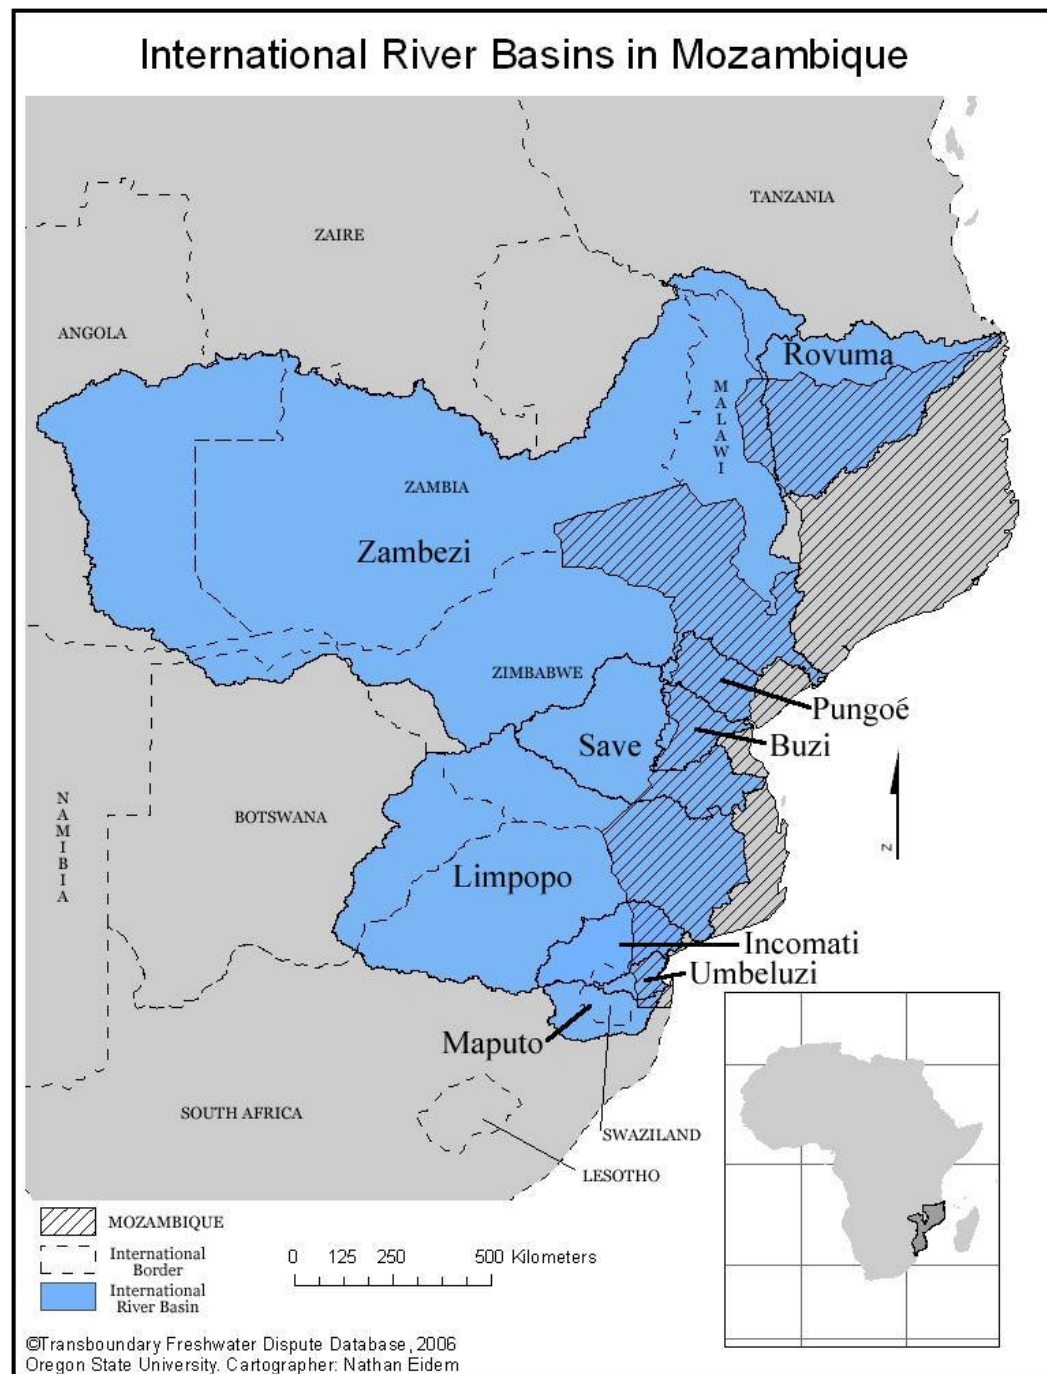 International River Basins in Mozambique
TANZANIA
ZAIRE
ANGOLA
Rovuma
MALAWI
ZAMBIA
Zambezi
ZIMBABWE
Pungoé
Save
Buzi
NAMIBIA
BOTSWANA
Z
Limpopo
Incomati
Umbeluzi
Maputo
SOUTH AFRICA
SWAZILAND
LESOTHO
MOZAMBIQUE
International
Border
International
River Basin
0 125 250 500 Kilometers
©Transboundary Freshwater Dispute Database, 2006
Oregon State University. Cartographer: Nathan Eidem